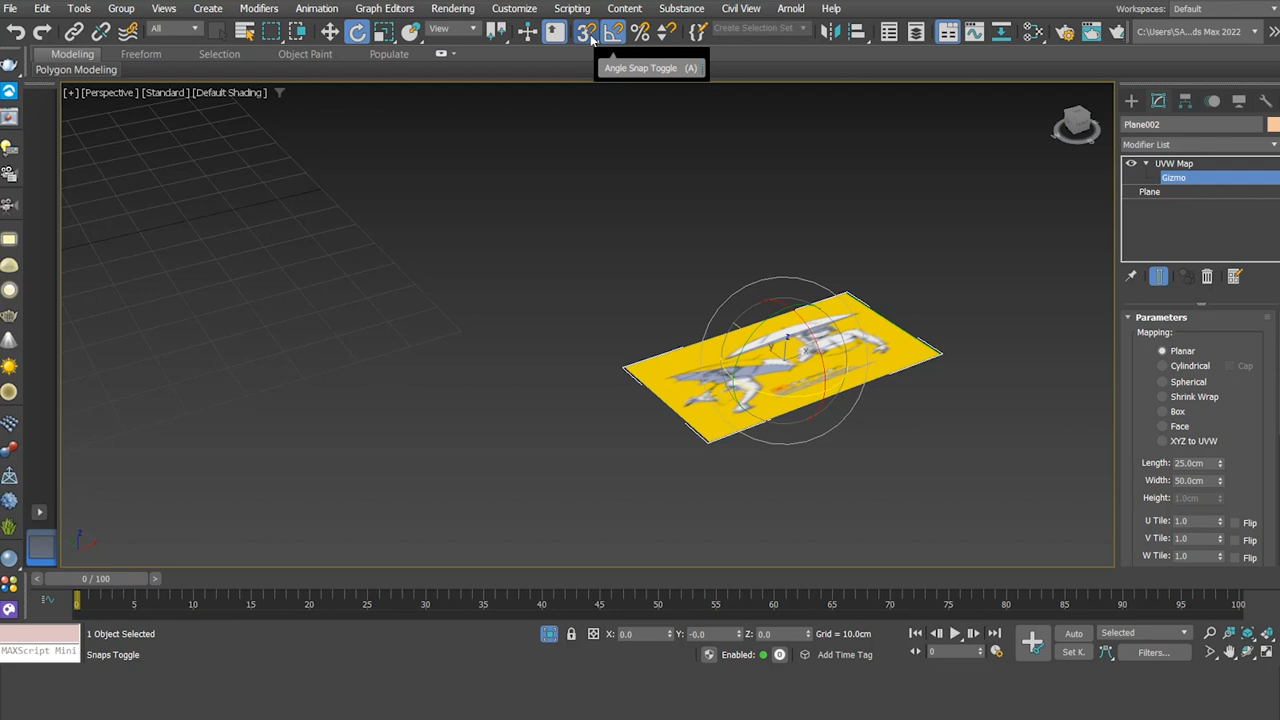 File Edit Tools Group Views Create Modifiers Animation Graph Editors Rendering Customize Scripting Content Substance Civil View Arnold Help
Workspaces: Default
All View Create Selection Set C:\Users\SA...ds Max 2022
Modeling Freeform Selection Object Paint Populate
Angle Snap Toggle (A)
Polygon Modeling
[+] [Perspective ] [Standard ] [Default Shading ]
Plane002
Modifier List
UVW Map
Gizmo
Plane
Parameters
Mapping:
Planar
Cylindrical Cap
Spherical
Shrink Wrap
Box
Face
XYZ to UVW
Length: 25.0cm
Width: 50.0cm
Height: 1.0cm
U Tile: 1.0 Flip
V Tile: 1.0 Flip
W Tile: 1.0 Flip
< 0 / 100 >
0 5 10 15 20 25 30 35 40 45 50 55 60 65 70 75 80 85 90 95 100
1 Object Selected X: 0.0 Y: -0.0 Z: 0.0 Grid = 10.0cm Auto Selected
MAXScript Mini Snaps Toggle Enabled: 0 Add Time Tag 0 Set K. Filters...